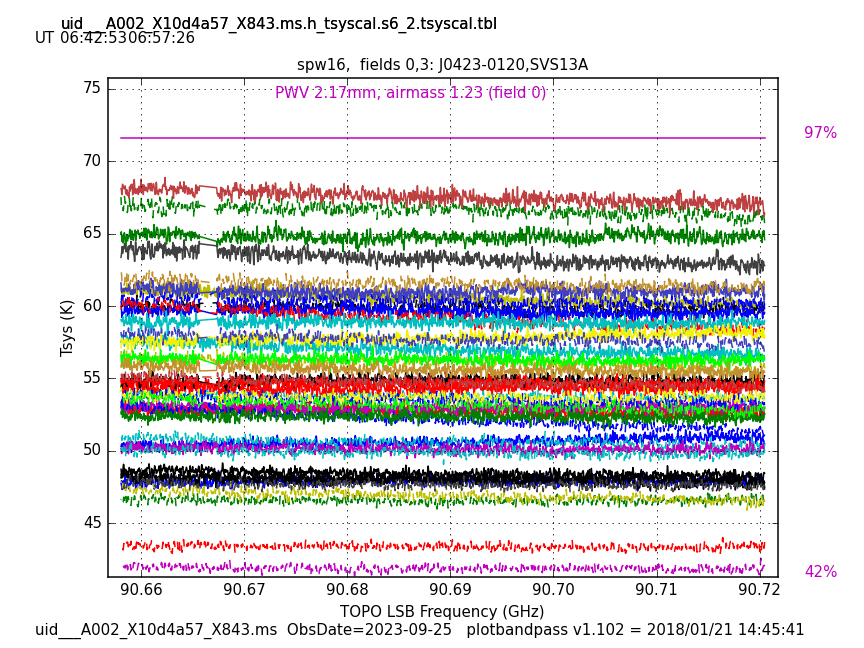 uid___A002_X10d4a57_X843.ms.h_tsyscal.s6_2.tsyscal.tbl
UT 06:42:53 06:57:26
spw16,  fields 0,3: J0423-0120,SVS13A
PWV 2.17mm, airmass 1.23 (field 0)
97%
75
70
65
60
55
50
45
Tsys (K)
42%
90.66 90.67 90.68 90.69 90.70 90.71 90.72
TOPO LSB Frequency (GHz)
uid___A002_X10d4a57_X843.ms  ObsDate=2023-09-25   plotbandpass v1.102 = 2018/01/21 14:45:41